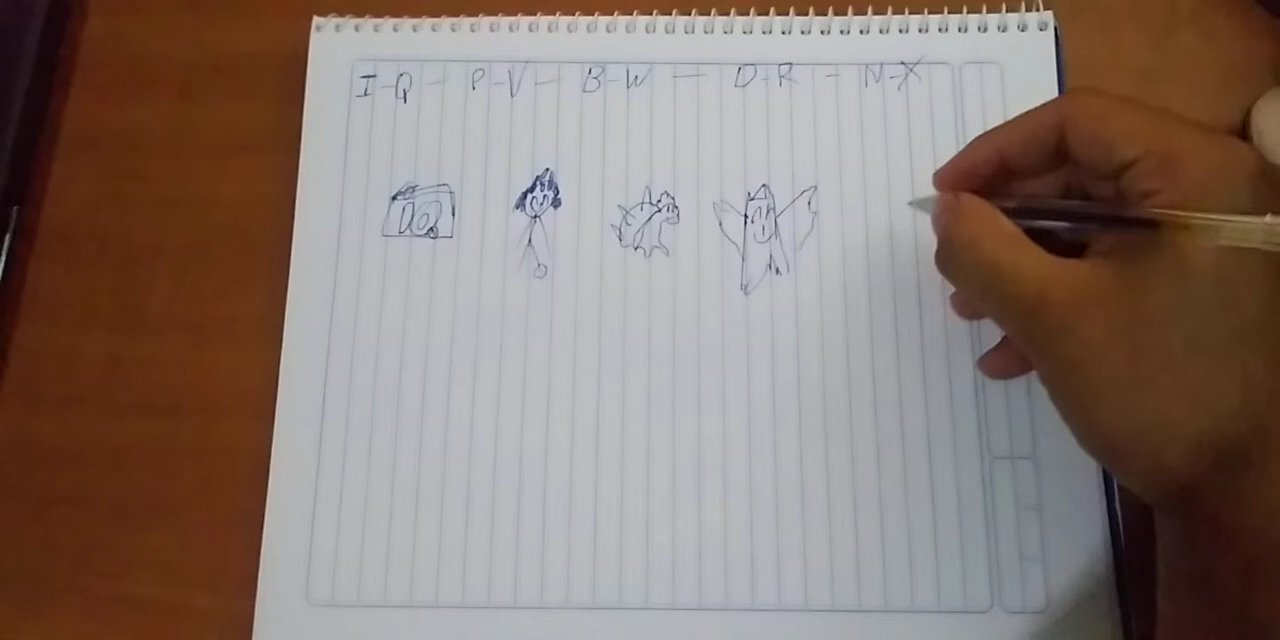 I-Q - P-V - B-W - D-R - N-X
IQ